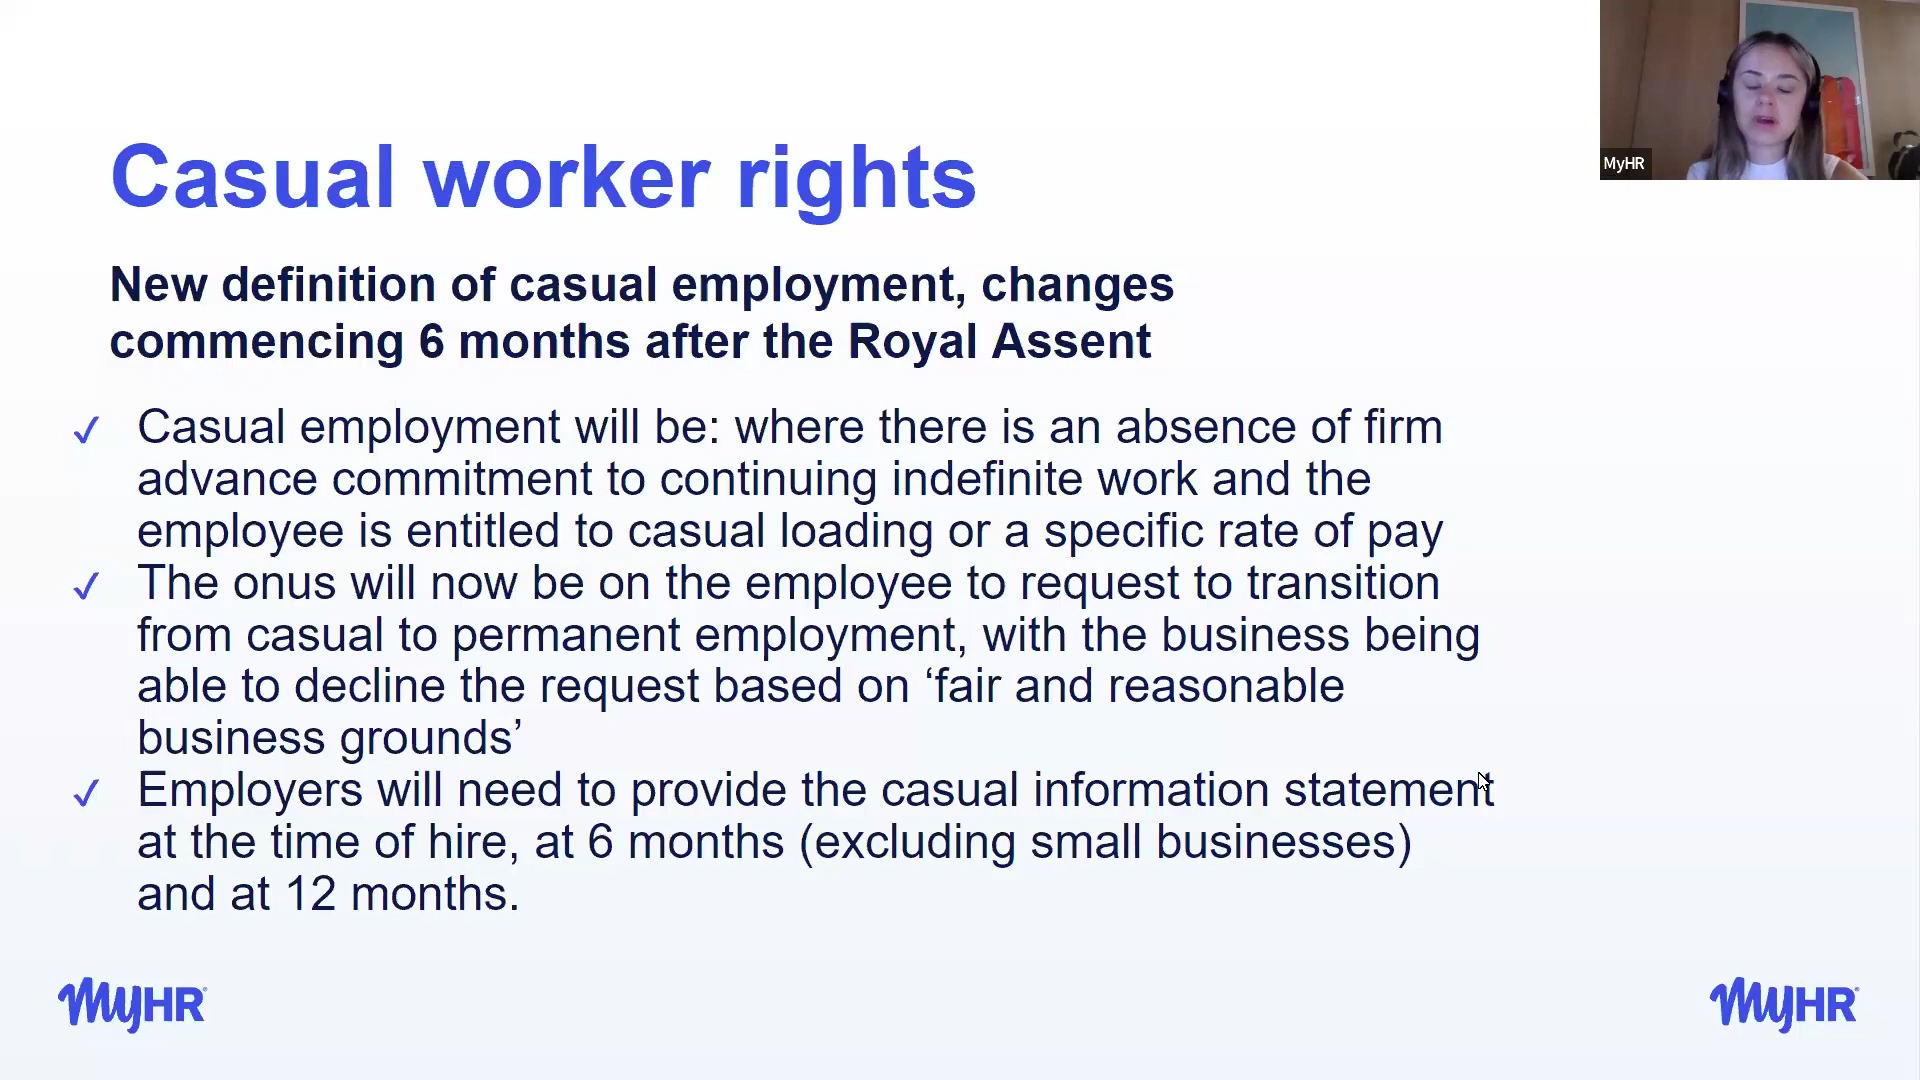 MyHR
Casual worker rights
New definition of casual employment, changes
commencing 6 months after the Royal Assent
✓ Casual employment will be: where there is an absence of firm
advance commitment to continuing indefinite work and the
employee is entitled to casual loading or a specific rate of pay
✓ The onus will now be on the employee to request to transition
from casual to permanent employment, with the business being
able to decline the request based on ‘fair and reasonable
business grounds’
✓ Employers will need to provide the casual information statement
at the time of hire, at 6 months (excluding small businesses)
and at 12 months.
MyHR
MyHR